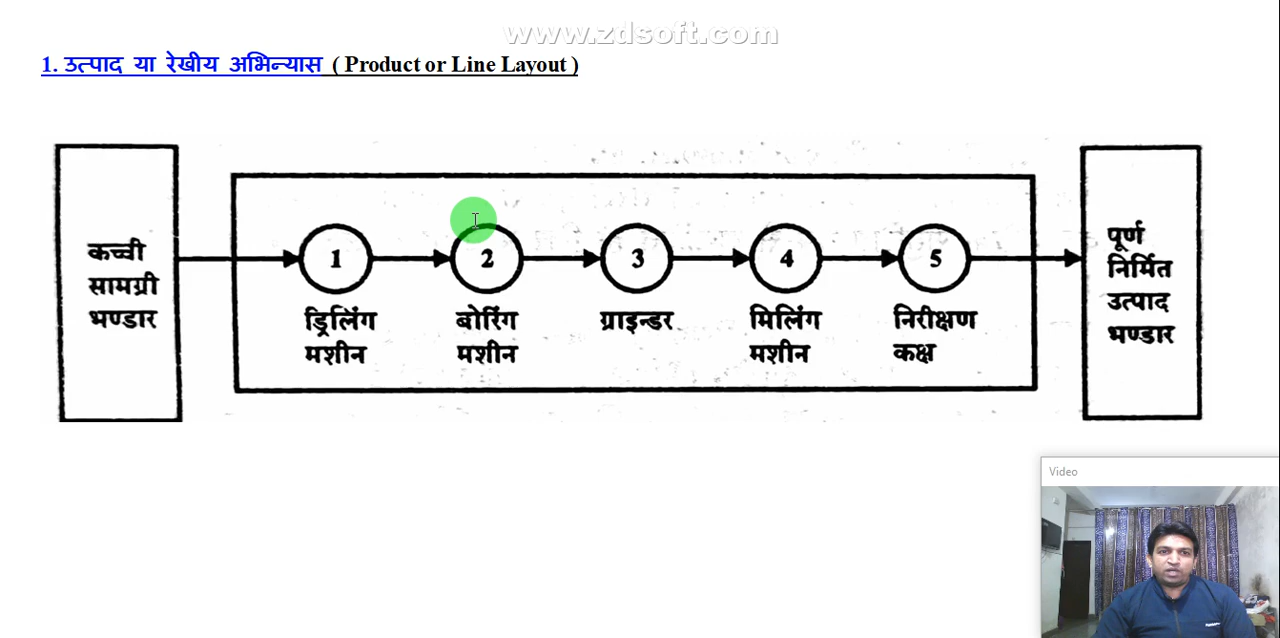 www.zdsoft.com
1. उत्पाद या रेखीय अभिन्यास ( Product or Line Layout )
कच्ची
सामग्री
भण्डार
1
2
3
4
5
ड्रिलिंग
मशीन
बोरिंग
मशीन
ग्राइन्डर
मिलिंग
मशीन
निरीक्षण
कक्ष
पूर्ण
निर्मित
उत्पाद
भण्डार
Video